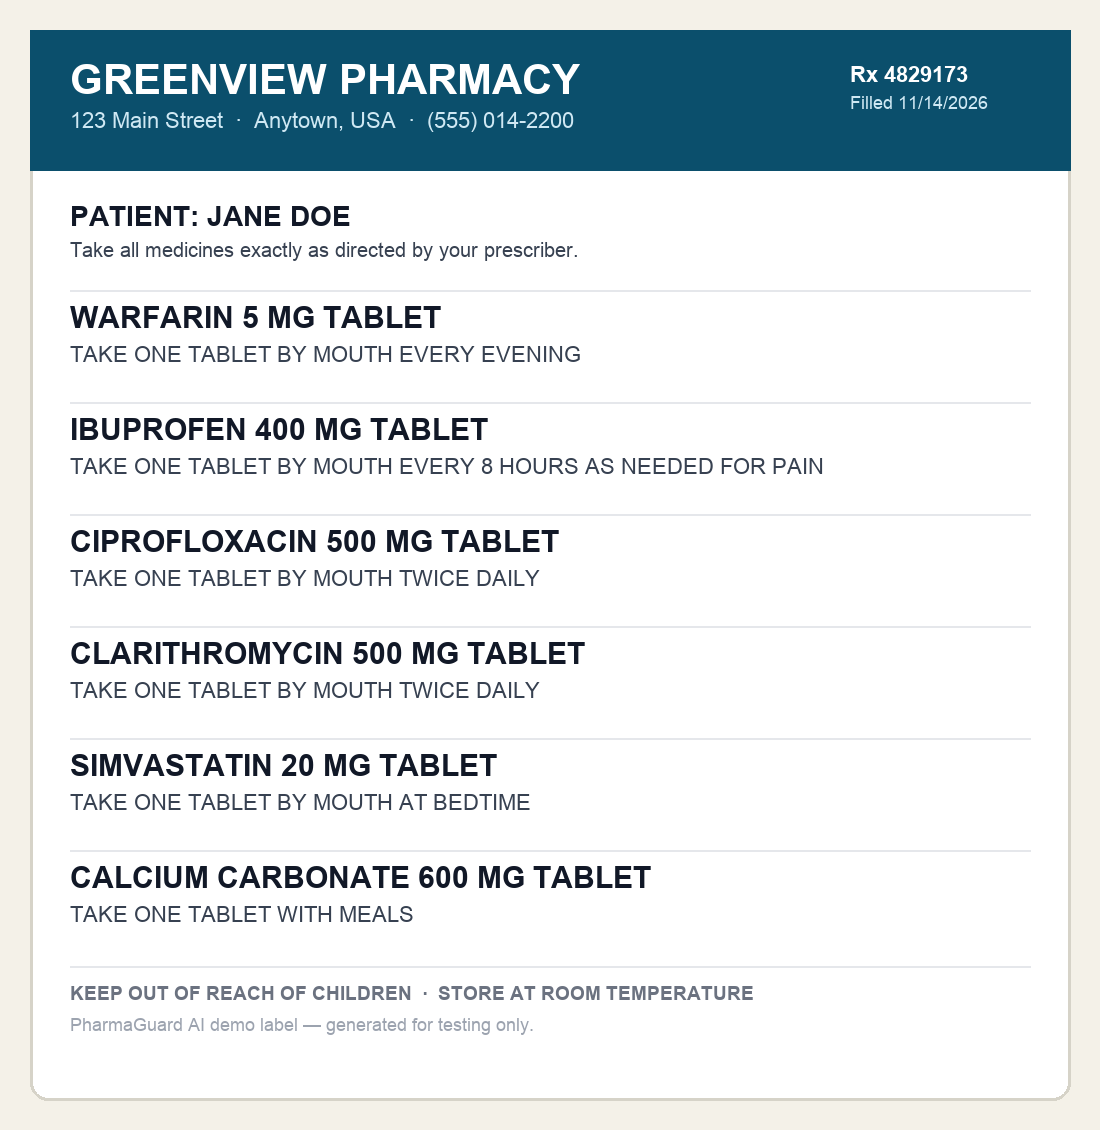 GREENVIEW PHARMACY
123 Main Street · Anytown, USA · (555) 014-2200
Rx 4829173
Filled 11/14/2026
PATIENT: JANE DOE
Take all medicines exactly as directed by your prescriber.
WARFARIN 5 MG TABLET
TAKE ONE TABLET BY MOUTH EVERY EVENING
IBUPROFEN 400 MG TABLET
TAKE ONE TABLET BY MOUTH EVERY 8 HOURS AS NEEDED FOR PAIN
CIPROFLOXACIN 500 MG TABLET
TAKE ONE TABLET BY MOUTH TWICE DAILY
CLARITHROMYCIN 500 MG TABLET
TAKE ONE TABLET BY MOUTH TWICE DAILY
SIMVASTATIN 20 MG TABLET
TAKE ONE TABLET BY MOUTH AT BEDTIME
CALCIUM CARBONATE 600 MG TABLET
TAKE ONE TABLET WITH MEALS
KEEP OUT OF REACH OF CHILDREN · STORE AT ROOM TEMPERATURE
PharmaGuard AI demo label — generated for testing only.